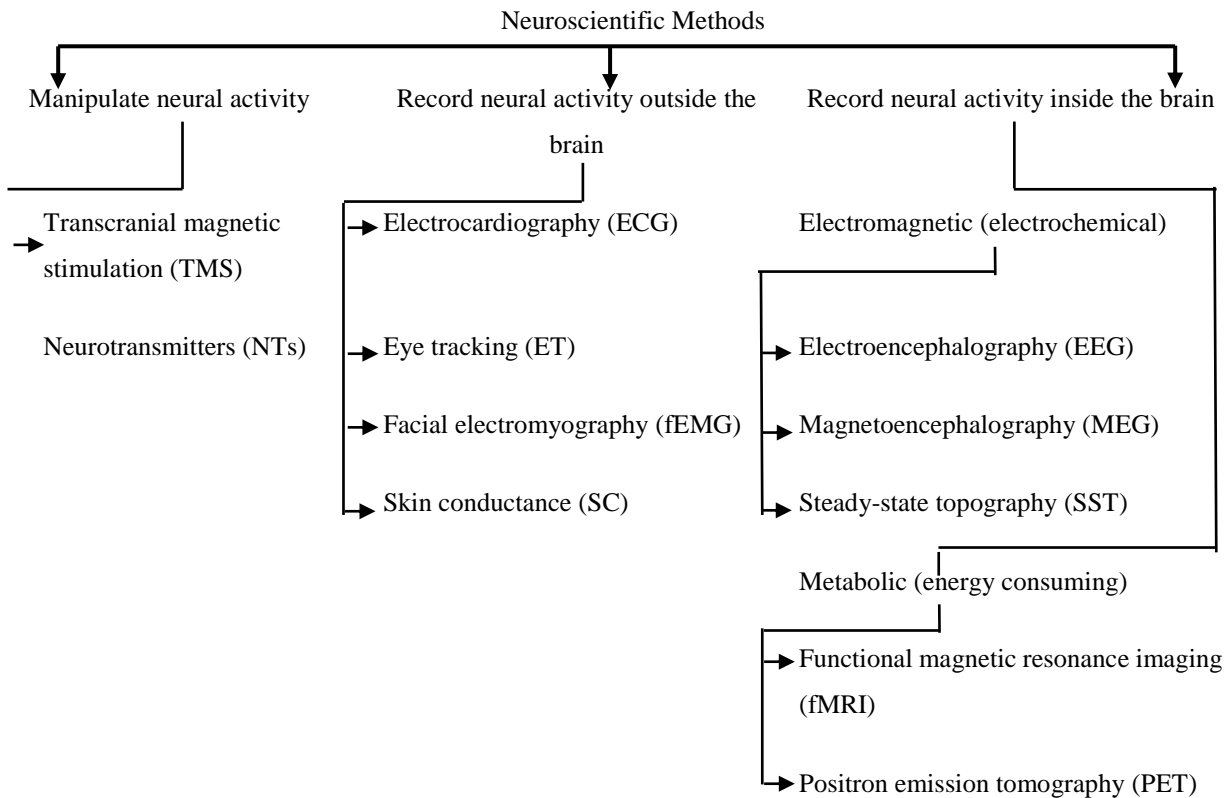 Neuroscientific Methods
Manipulate neural activity
Record neural activity outside the
brain
Record neural activity inside the brain
Transcranial magnetic
stimulation (TMS)
Neurotransmitters (NTs)
Electrocardiography (ECG)
Eye tracking (ET)
Facial electromyography (fEMG)
Skin conductance (SC)
Electromagnetic (electrochemical)
Electroencephalography (EEG)
Magnetoencephalography (MEG)
Steady-state topography (SST)
Metabolic (energy consuming)
Functional magnetic resonance imaging
(fMRI)
Positron emission tomography (PET)